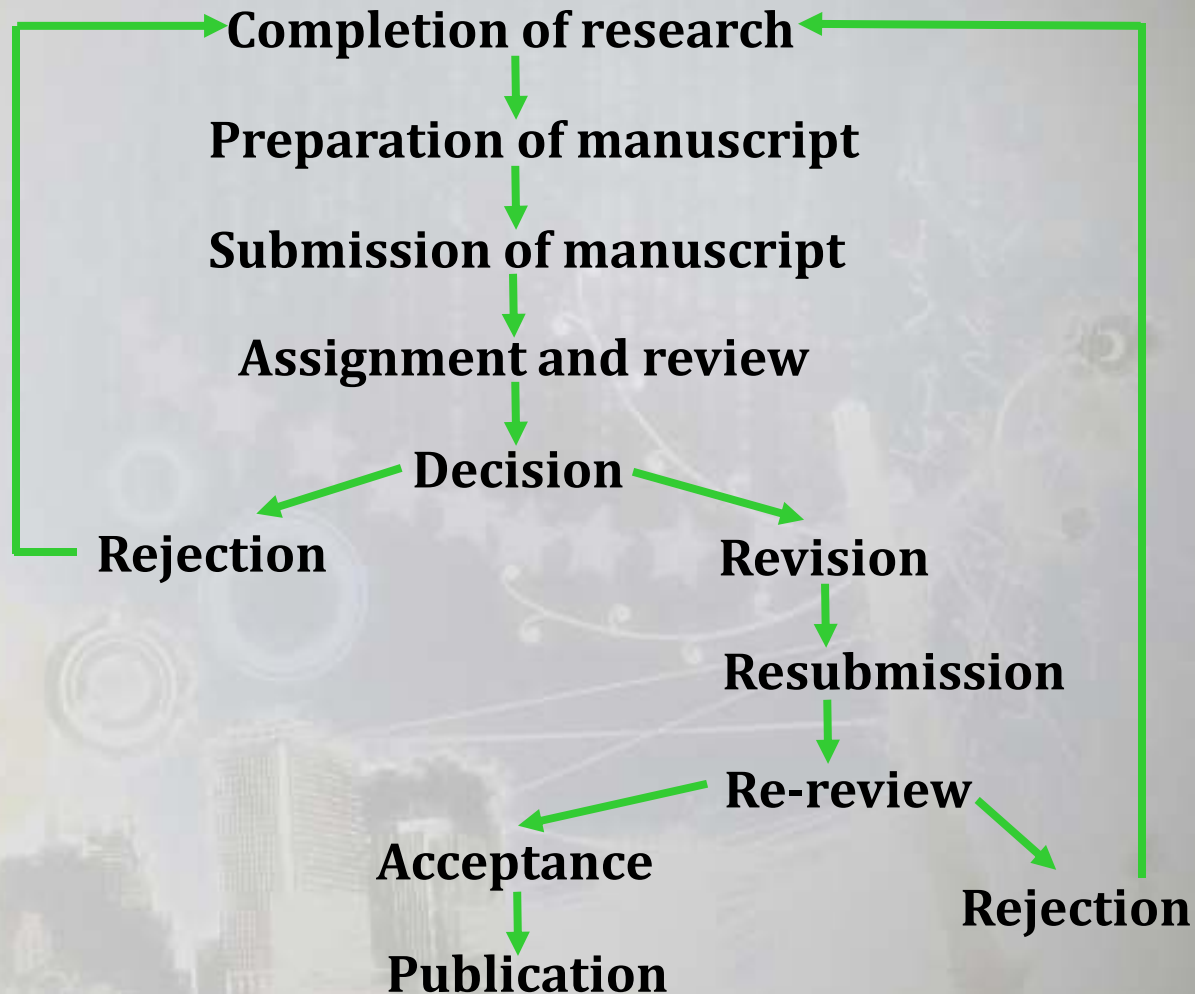 Completion of research
Preparation of manuscript
Submission of manuscript
Assignment and review
Decision
Rejection
Revision
Resubmission
Re-review
Acceptance
Rejection
Publication